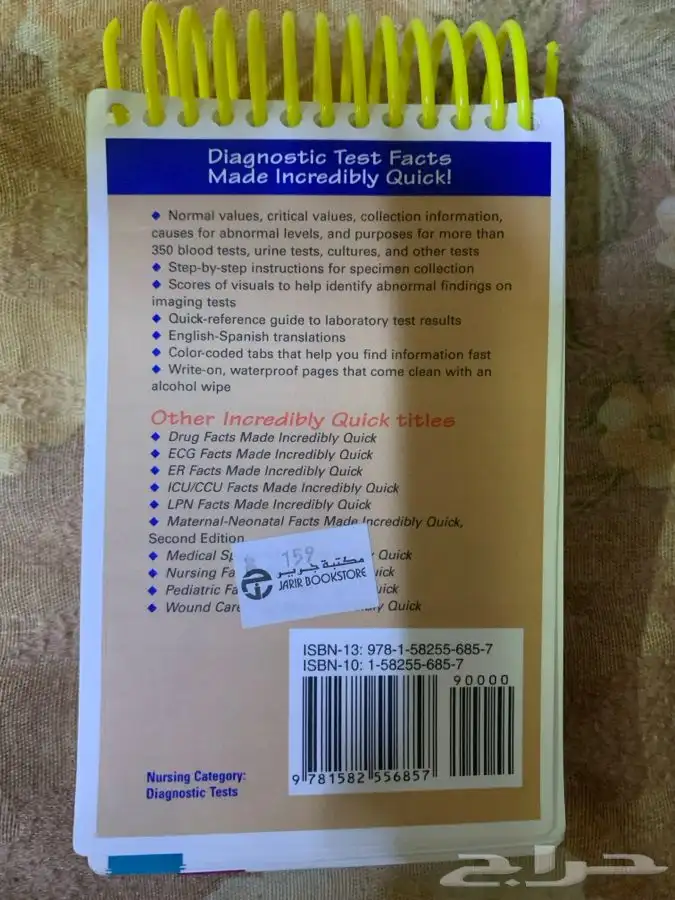 Diagnostic Test Facts
Made Incredibly Quick!
◆ Normal values, critical values, collection information,
causes for abnormal levels, and purposes for more than
350 blood tests, urine tests, cultures, and other tests
◆ Step-by-step instructions for specimen collection
◆ Scores of visuals to help identify abnormal findings on
imaging tests
◆ Quick-reference guide to laboratory test results
◆ English-Spanish translations
◆ Color-coded tabs that help you find information fast
◆ Write-on, waterproof pages that come clean with an
alcohol wipe
Other Incredibly Quick titles
◆ Drug Facts Made Incredibly Quick
◆ ECG Facts Made Incredibly Quick
◆ ER Facts Made Incredibly Quick
◆ ICU/CCU Facts Made Incredibly Quick
◆ LPN Facts Made Incredibly Quick
◆ Maternal-Neonatal Facts Made Incredibly Quick,
Second Edition
◆ Medical Quick
◆ Nursing
◆ Pediatric
◆ Wound Quick
159
مكتبة جرير
JARIR BOOKSTORE
ISBN-13: 978-1-58255-685-7
ISBN-10: 1-58255-685-7
90000
9 781582 556857
Nursing Category:
Diagnostic Tests
حراج